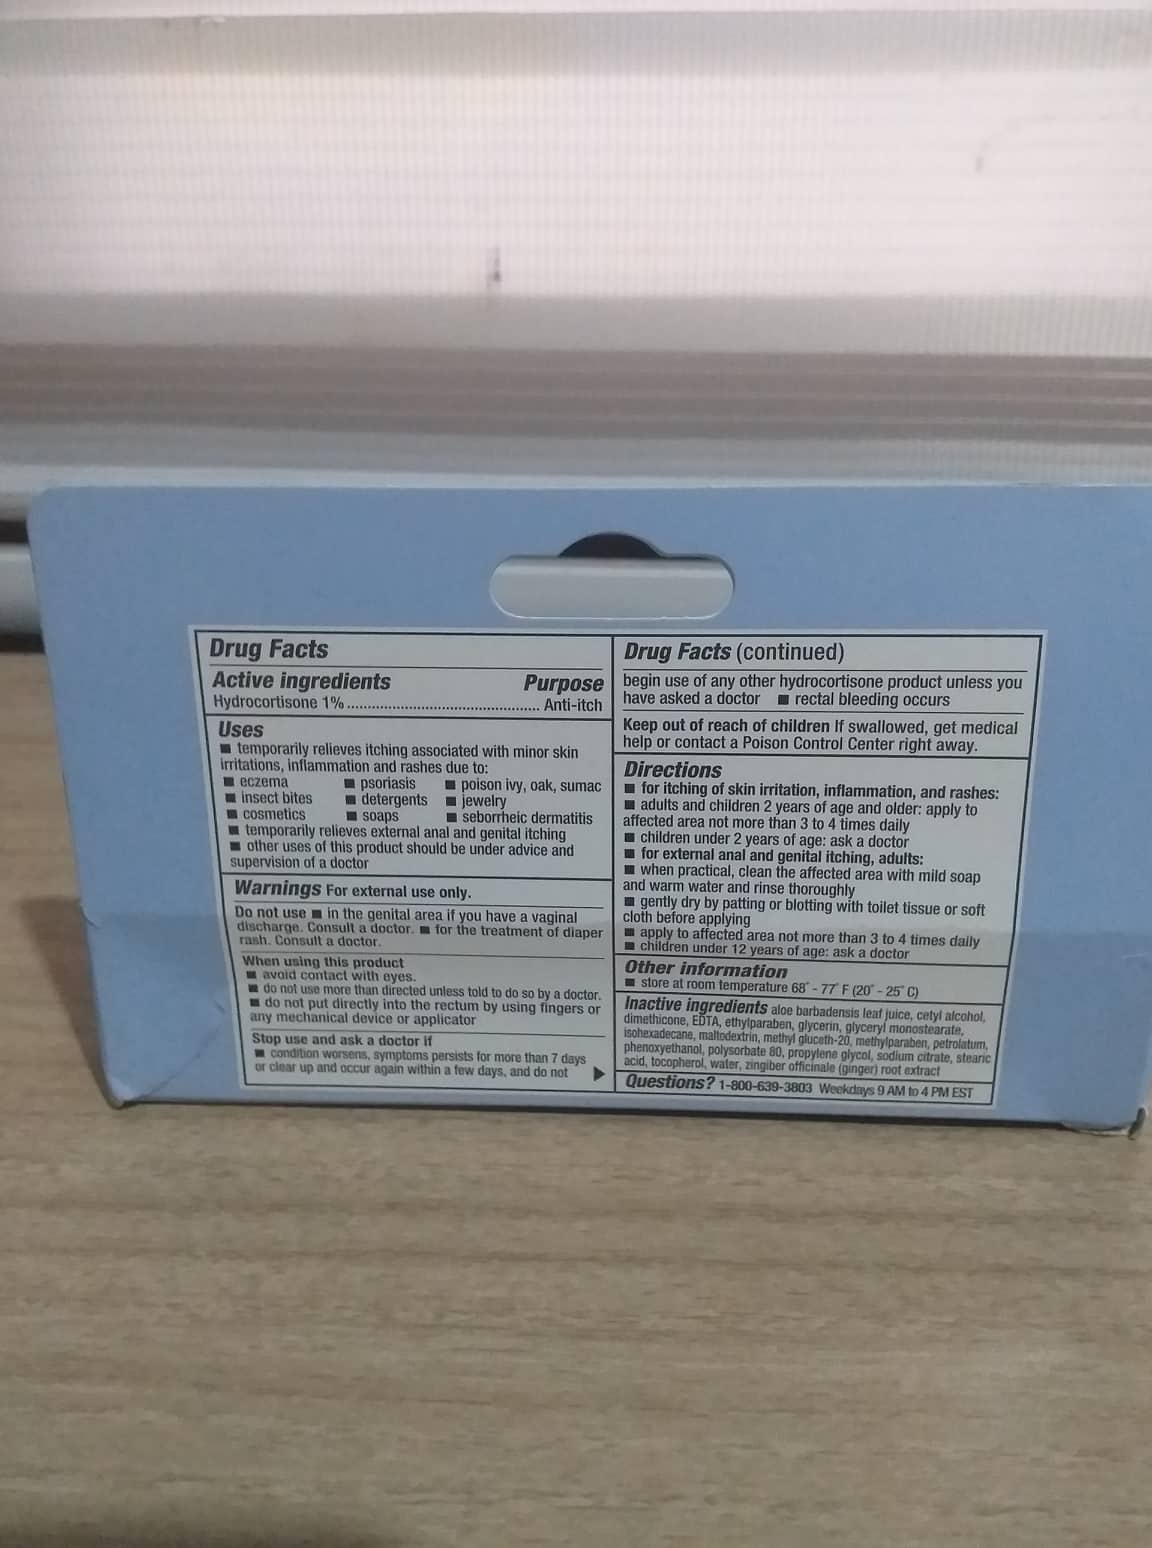 Drug Facts
Active ingredients Purpose
Hydrocortisone 1%............................................... Anti-itch
Uses
■ temporarily relieves itching associated with minor skin
irritations, inflammation and rashes due to:
■ eczema ■ psoriasis ■ poison ivy, oak, sumac
■ insect bites ■ detergents ■ jewelry
■ cosmetics ■ soaps ■ seborrheic dermatitis
■ temporarily relieves external anal and genital itching
■ other uses of this product should be under advice and
supervision of a doctor
Warnings For external use only.
Do not use ■ in the genital area if you have a vaginal
discharge. Consult a doctor. ■ for the treatment of diaper
rash. Consult a doctor.
When using this product
■ avoid contact with eyes.
■ do not use more than directed unless told to do so by a doctor.
■ do not put directly into the rectum by using fingers or
any mechanical device or applicator
Stop use and ask a doctor if
■ condition worsens, symptoms persists for more than 7 days
or clear up and occur again within a few days, and do not ▶
Drug Facts (continued)
begin use of any other hydrocortisone product unless you
have asked a doctor ■ rectal bleeding occurs
Keep out of reach of children If swallowed, get medical
help or contact a Poison Control Center right away.
Directions
■ for itching of skin irritation, inflammation, and rashes:
■ adults and children 2 years of age and older: apply to
affected area not more than 3 to 4 times daily
■ children under 2 years of age: ask a doctor
■ for external anal and genital itching, adults:
■ when practical, clean the affected area with mild soap
and warm water and rinse thoroughly
■ gently dry by patting or blotting with toilet tissue or soft
cloth before applying
■ apply to affected area not more than 3 to 4 times daily
■ children under 12 years of age: ask a doctor
Other information
■ store at room temperature 68° - 77° F (20° - 25° C)
Inactive ingredients aloe barbadensis leaf juice, cetyl alcohol,
dimethicone, EDTA, ethylparaben, glycerin, glyceryl monostearate,
isohexadecane, maltodextrin, methyl gluceth-20, methylparaben, petrolatum,
phenoxyethanol, polysorbate 80, propylene glycol, sodium citrate, stearic
acid, tocopherol, water, zingiber officinale (ginger) root extract
Questions? 1-800-639-3803 Weekdays 9 AM to 4 PM EST